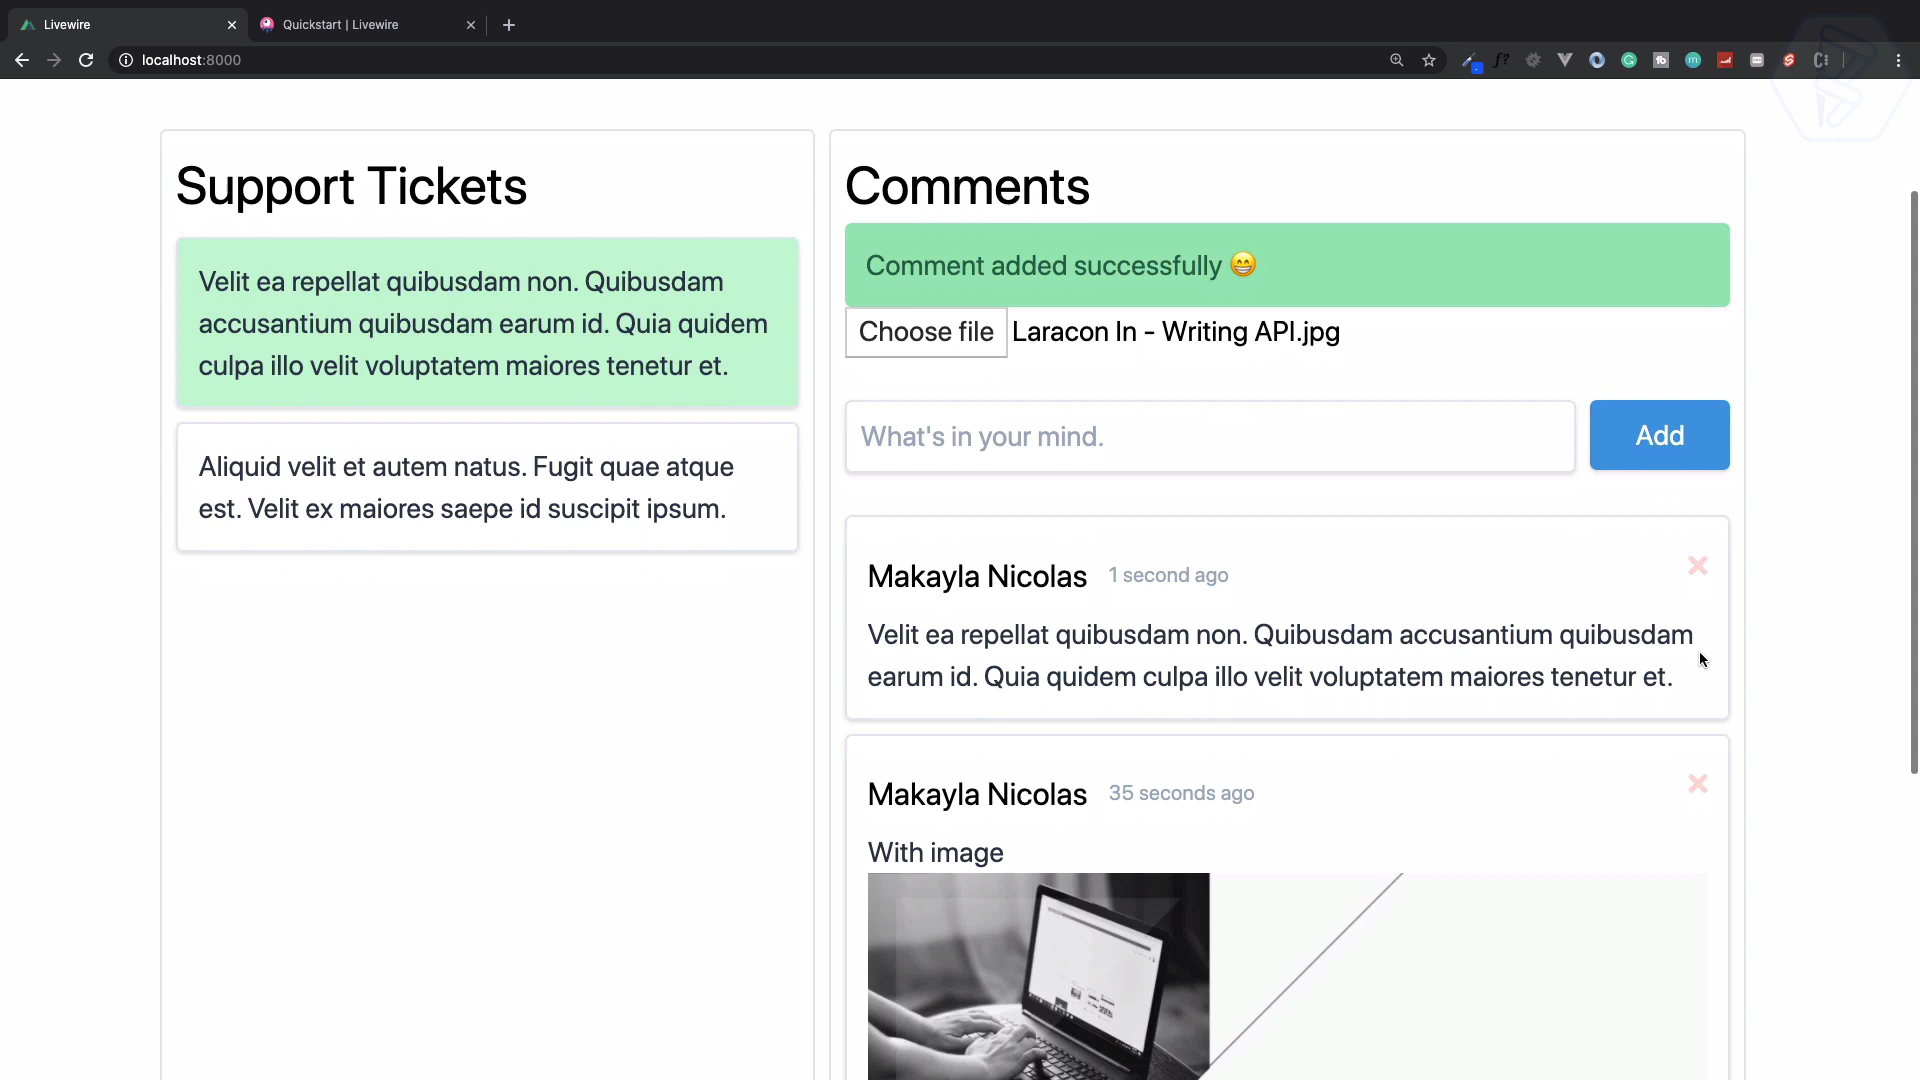 Livewire
Quickstart | Livewire
localhost:8000
Support Tickets
Velit ea repellat quibusdam non. Quibusdam
accusantium quibusdam earum id. Quia quidem
culpa illo velit voluptatem maiores tenetur et.
Aliquid velit et autem natus. Fugit quae atque
est. Velit ex maiores saepe id suscipit ipsum.
Comments
Comment added successfully 😁
Choose file Laracon In - Writing API.jpg
What's in your mind.
Add
Makayla Nicolas 1 second ago
Velit ea repellat quibusdam non. Quibusdam accusantium quibusdam
earum id. Quia quidem culpa illo velit voluptatem maiores tenetur et.
Makayla Nicolas 35 seconds ago
With image